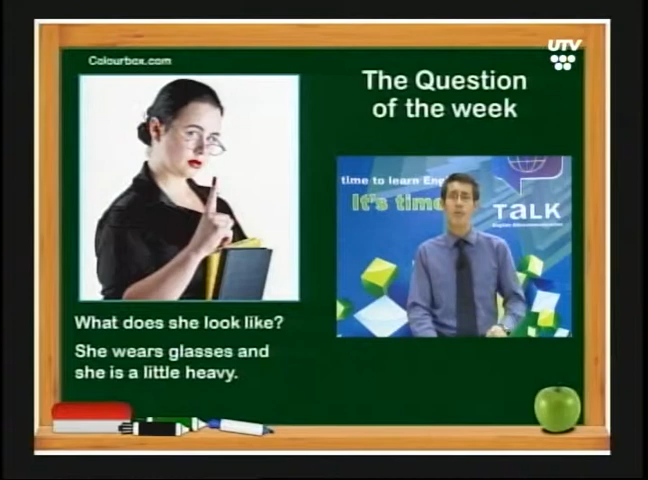 UTV
Colourbox.com
The Question
of the week
time to learn Eng
It's time
TaLK
What does she look like?
She wears glasses and
she is a little heavy.